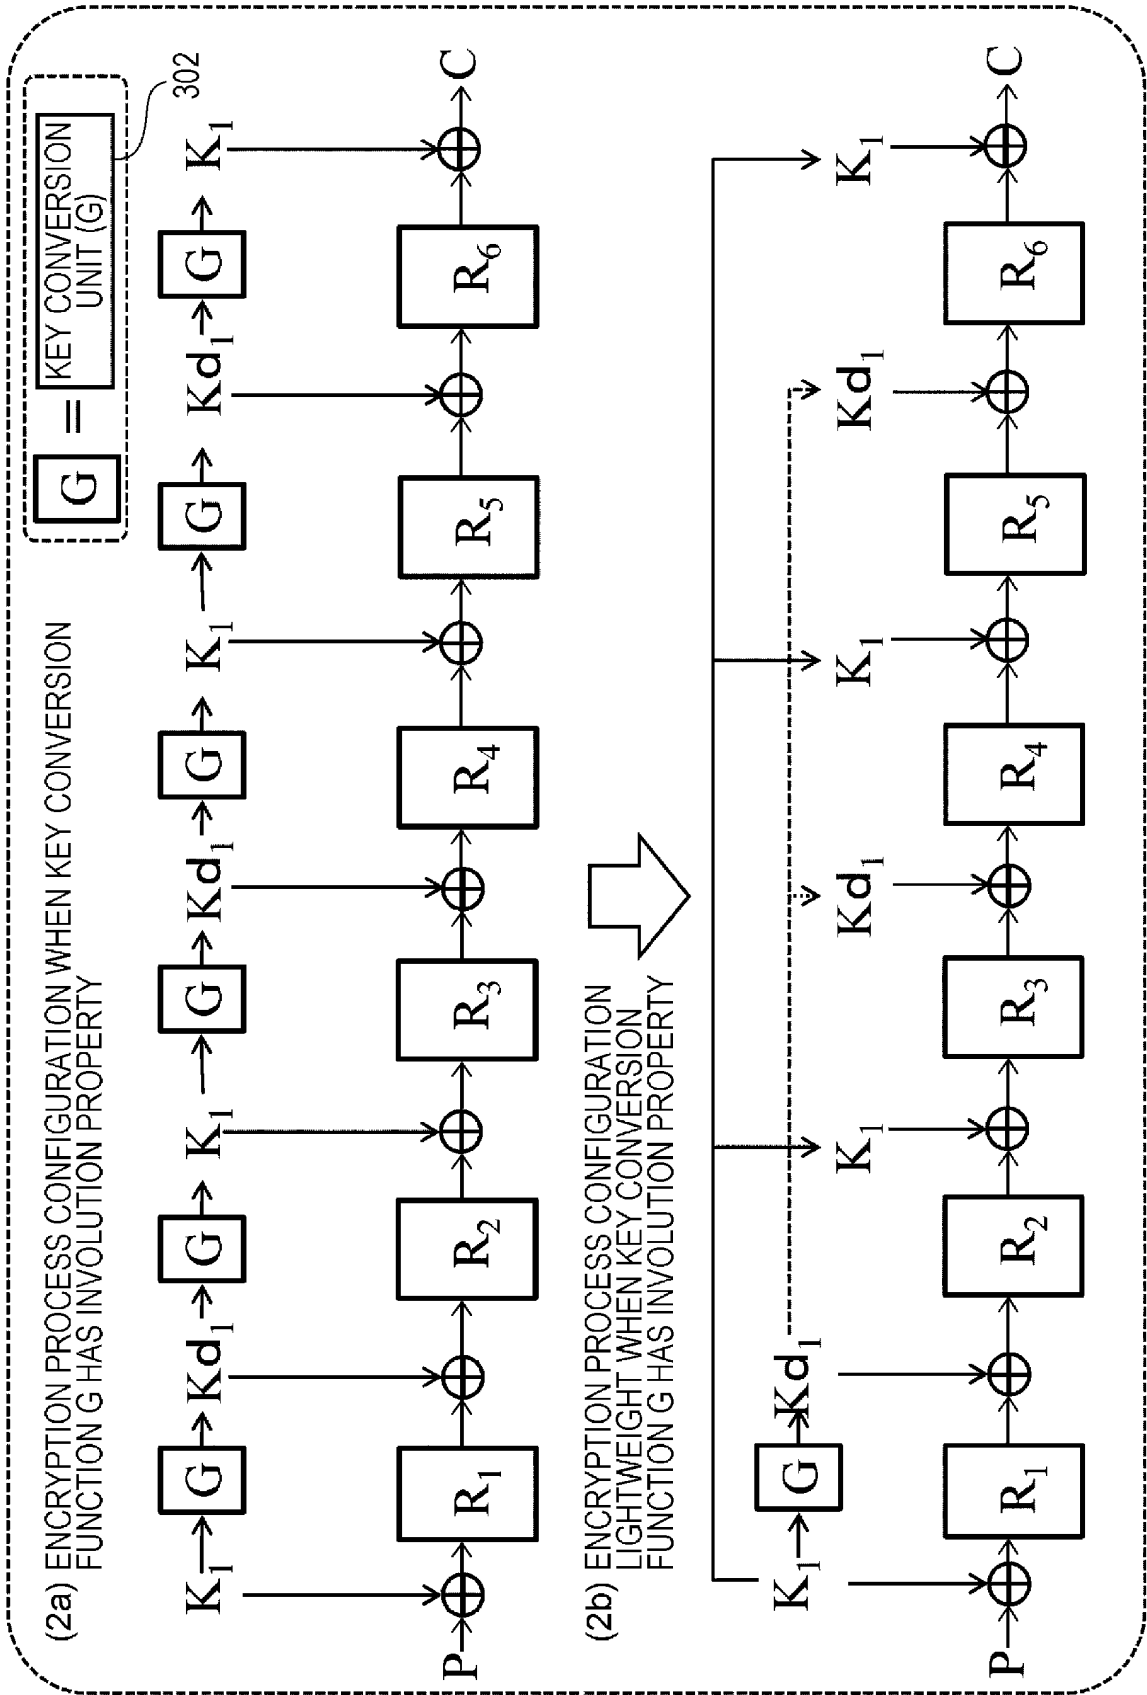 (2a) ENCRYPTION PROCESS CONFIGURATION WHEN KEY CONVERSION
FUNCTION G HAS INVOLUTION PROPERTY
G = KEY CONVERSION
UNIT (G)
302
K1 G Kd1 G K1 G Kd1 G K1 G Kd1 G K1
P R1 R2 R3 R4 R5 R6 C
(2b) ENCRYPTION PROCESS CONFIGURATION
LIGHTWEIGHT WHEN KEY CONVERSION
FUNCTION G HAS INVOLUTION PROPERTY
K1 G Kd1 K1 Kd1 K1 Kd1 K1
P R1 R2 R3 R4 R5 R6 C